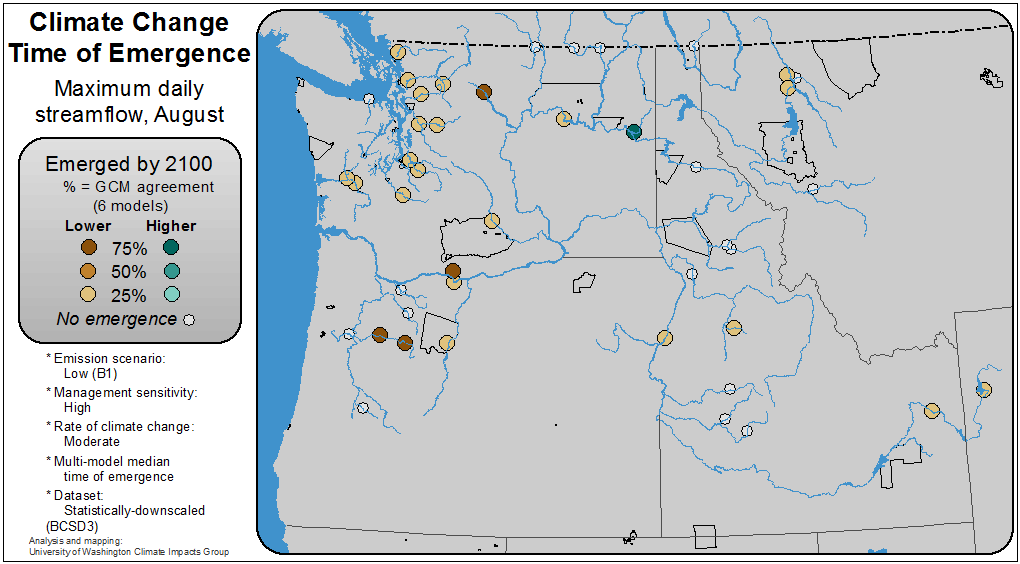 Climate Change
Time of Emergence
Maximum daily
streamflow, August
Emerged by 2100
% = GCM agreement
(6 models)
Lower Higher
75%
50%
25%
No emergence
* Emission scenario:
Low (B1)
* Management sensitivity:
High
* Rate of climate change:
Moderate
* Multi-model median
time of emergence
* Dataset:
Statistically-downscaled
(BCSD3)
Analysis and mapping:
University of Washington Climate Impacts Group